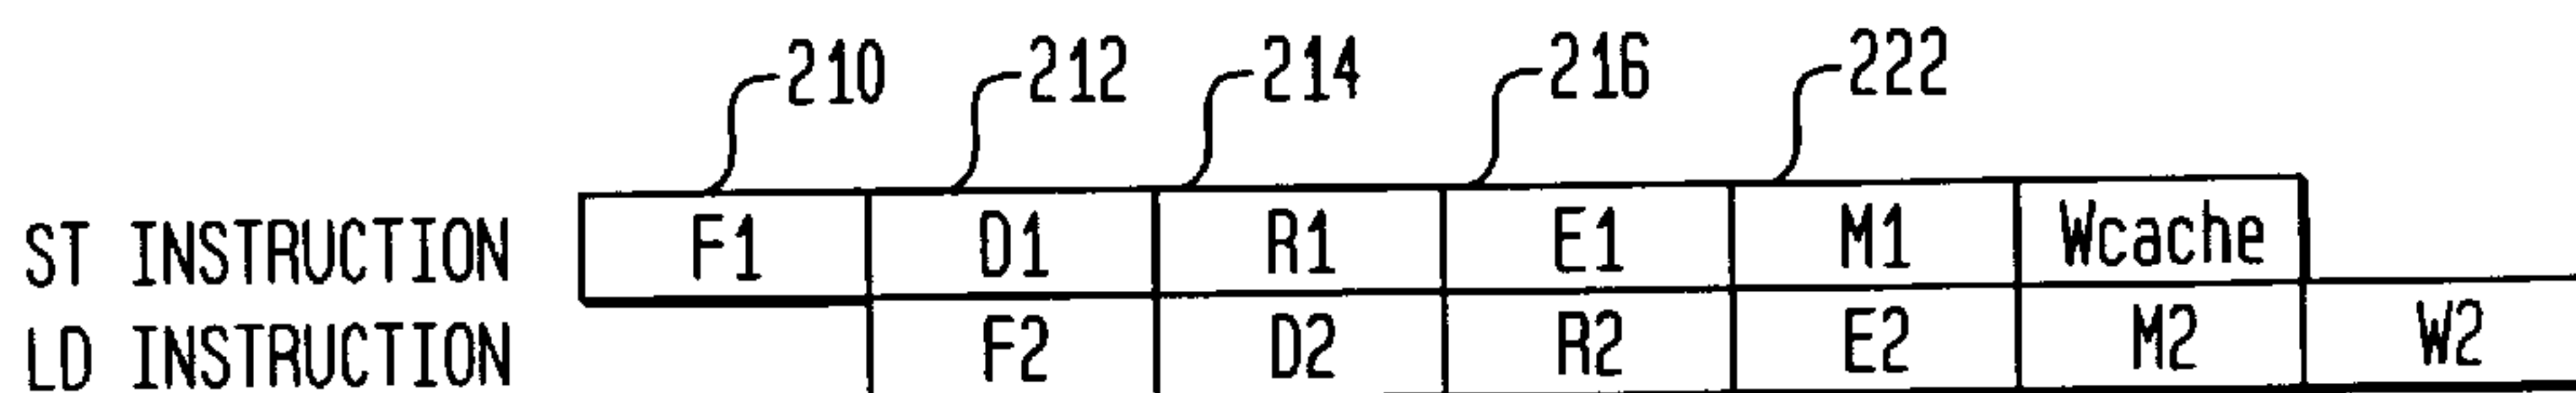 210 212 214 216 222
ST INSTRUCTION F1 D1 R1 E1 M1 Wcache
LD INSTRUCTION F2 D2 R2 E2 M2 W2